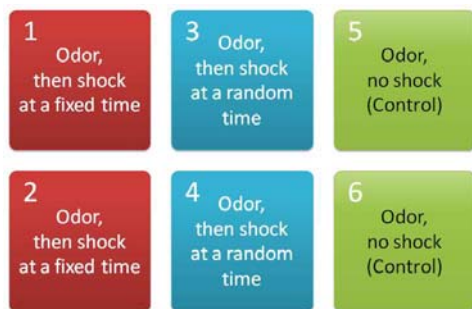 1
Odor,
then shock
at a fixed time
3
Odor,
then shock
at a random
time
5
Odor,
no shock
(Control)
2
Odor,
then shock
at a fixed time
4
Odor,
then shock
at a random
time
6
Odor,
no shock
(Control)